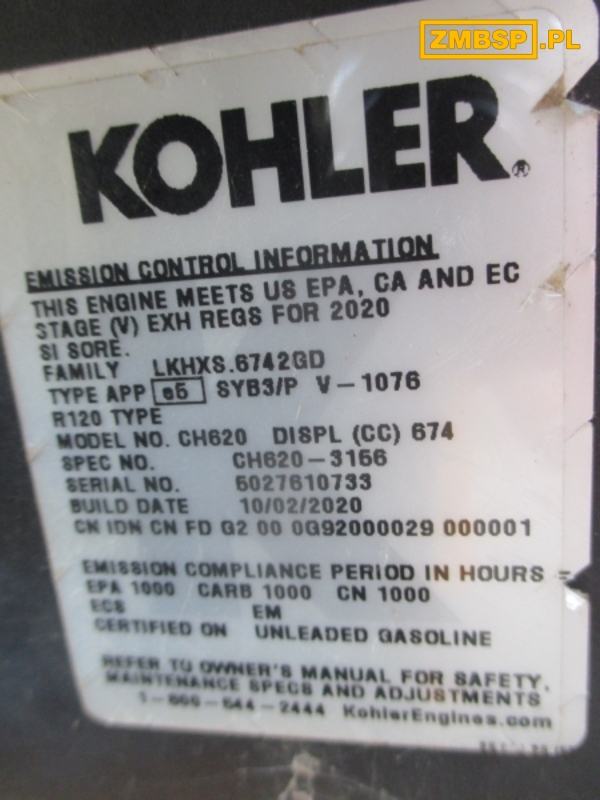 ZMBSP.PL
KOHLER®
EMISSION CONTROL INFORMATION
THIS ENGINE MEETS US EPA, CA AND EC
STAGE (V) EXH REGS FOR 2020
SI SORE.
FAMILY LKHXS.6742GD
TYPE APP e5 SYB3/P V-1076
R120 TYPE
MODEL NO. CH620 DISPL (CC) 674
SPEC NO. CH620-3156
SERIAL NO. 5027610733
BUILD DATE 10/02/2020
CN IDN CN FD G2 00 0G92000029 000001
EMISSION COMPLIANCE PERIOD IN HOURS =
EPA 1000 CARB 1000 CN 1000
ECS EM
CERTIFIED ON UNLEADED GASOLINE
REFER TO OWNER'S MANUAL FOR SAFETY,
MAINTENANCE SPECS AND ADJUSTMENTS
1-800-544-2444 KohlerEngines.com